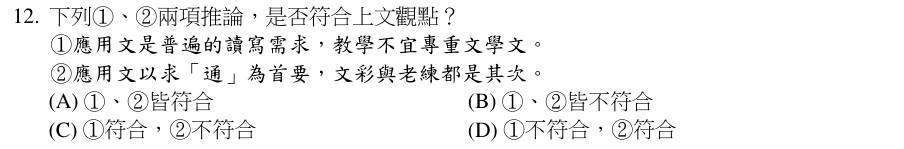 12. 下列①、②兩項推論，是否符合上文觀點？
①應用文是普遍的讀寫需求，教學不宜專重文學文。
②應用文以求「通」為首要，文彩與老練都是其次。
(A) ①、②皆符合 (B) ①、②皆不符合
(C) ①符合，②不符合 (D) ①不符合，②符合